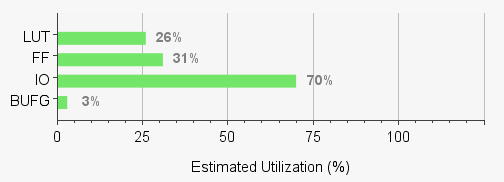 LUT 26%
FF 31%
IO 70%
BUFG 3%
0 25 50 75 100
Estimated Utilization (%)